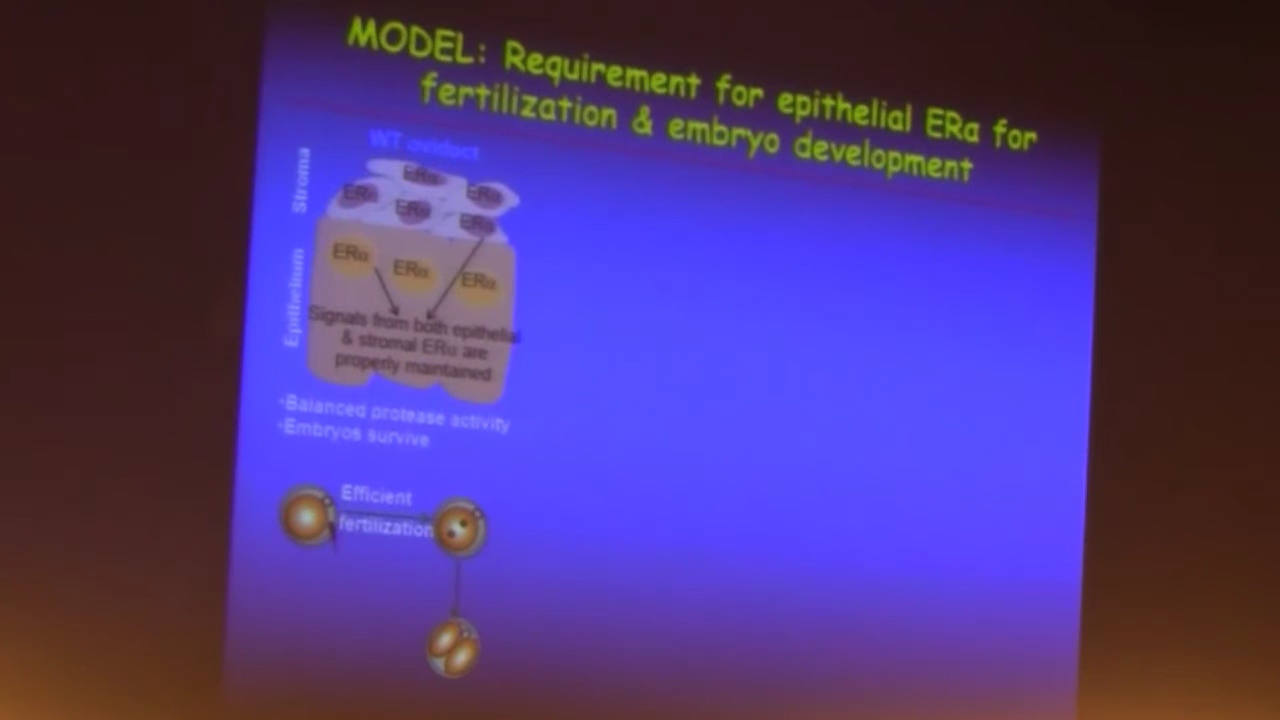 MODEL: Requirement for epithelial ERα for
fertilization & embryo development
WT oviduct
Stroma
ERα
ERα
ERα
ERα
ERα
Epithelium
ERα
ERα
ERα
Signals from both epithelial
& stromal ERα are
properly maintained
•Balanced protease activity
•Embryos survive
Efficient
fertilization